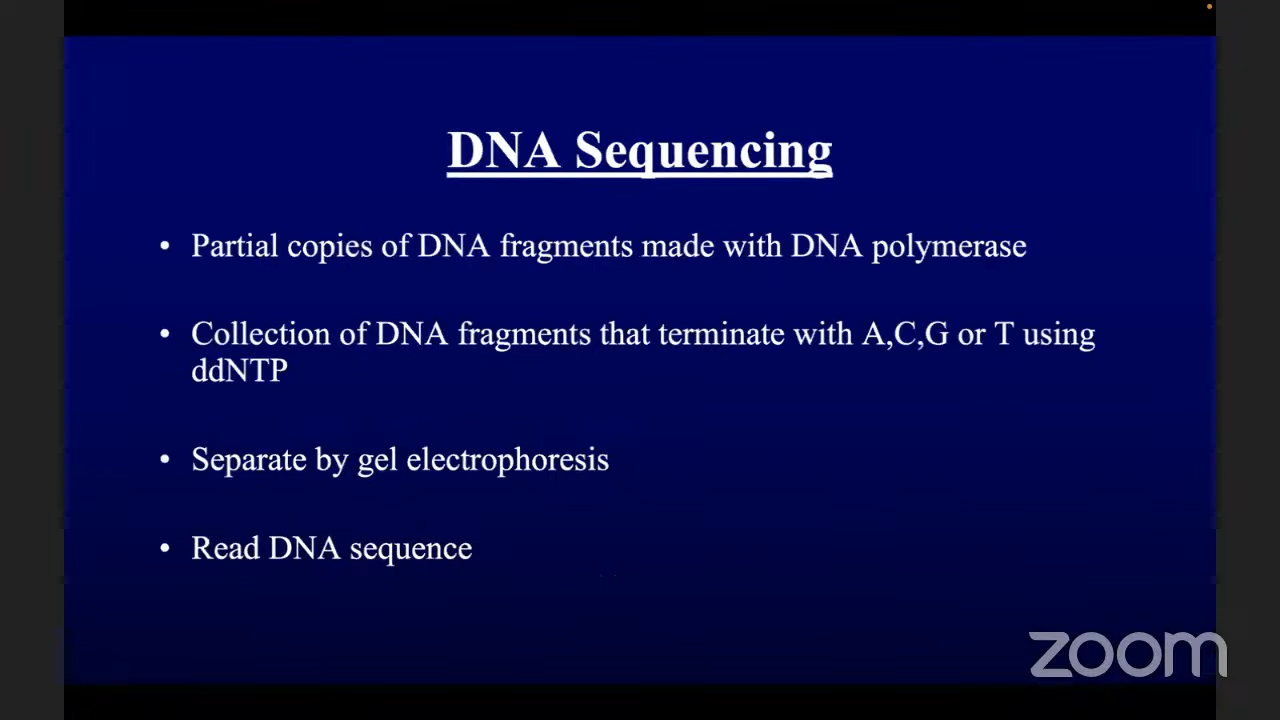 DNA Sequencing
• Partial copies of DNA fragments made with DNA polymerase
• Collection of DNA fragments that terminate with A,C,G or T using
ddNTP
• Separate by gel electrophoresis
• Read DNA sequence
zoom